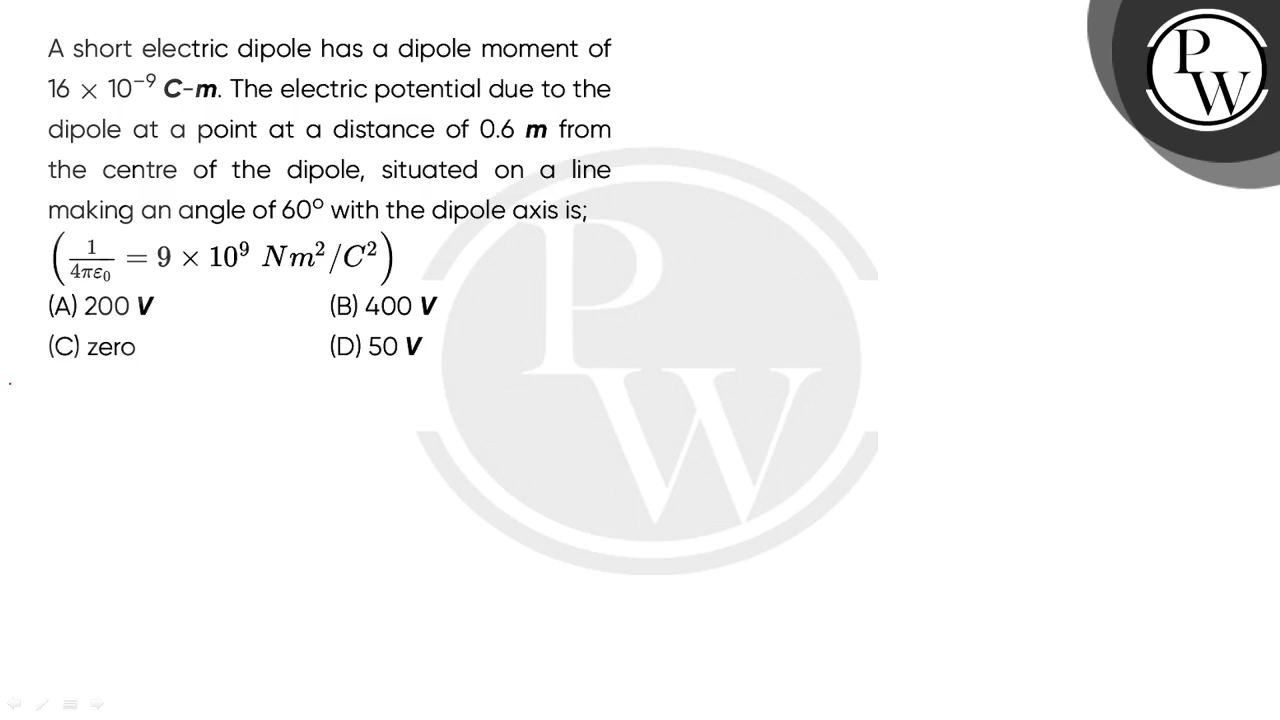 A short electric dipole has a dipole moment of
16 × 10⁻⁹ C-m. The electric potential due to the
dipole at a point at a distance of 0.6 m from
the centre of the dipole, situated on a line
making an angle of 60⁰ with the dipole axis is;
(1/4πε₀ = 9 × 10⁹ Nm²/C²)
(A) 200 V (B) 400 V
(C) zero (D) 50 V
P
W
P
W